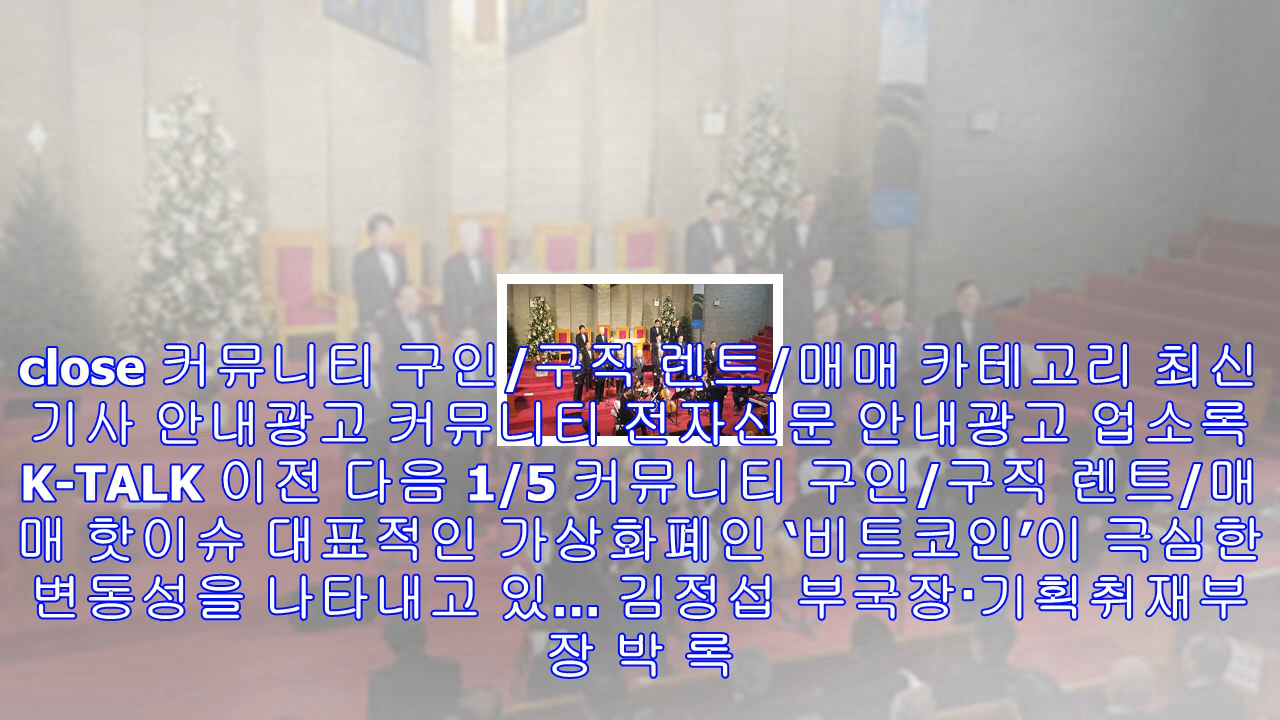 close 커뮤니티 구인/구직 렌트/매매 카테고리 최신
기사 안내광고 커뮤니티 전자신문 안내광고 업소록
K-TALK 이전 다음 1/5 커뮤니티 구인/구직 렌트/매
매 핫이슈 대표적인 가상화폐인 ‘비트코인’이 극심한
변동성을 나타내고 있... 김정섭 부국장·기획취재부
장 박 록